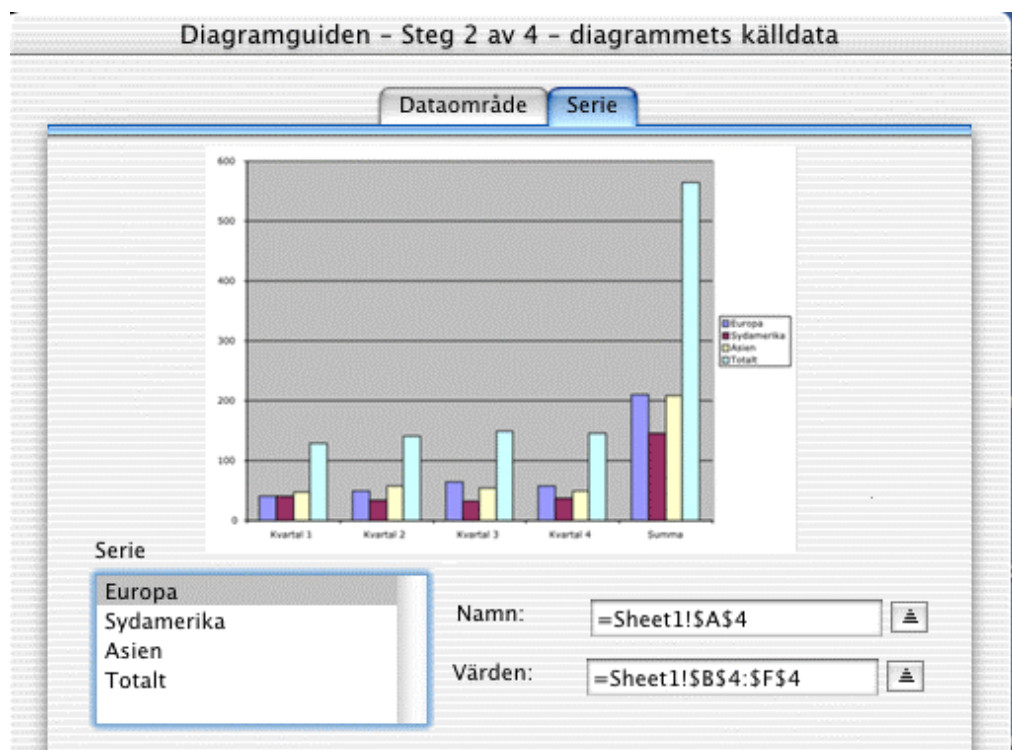 Diagramguiden – Steg 2 av 4 – diagrammets källdata
Dataområde
Serie
600
500
400
300
200
100
0
Kvartal 1
Kvartal 2
Kvartal 3
Kvartal 4
Summa
Europa
Sydamerika
Asien
Totalt
Serie
Europa
Sydamerika
Asien
Totalt
Namn:
=Sheet1!$A$4
Värden:
=Sheet1!$B$4:$F$4